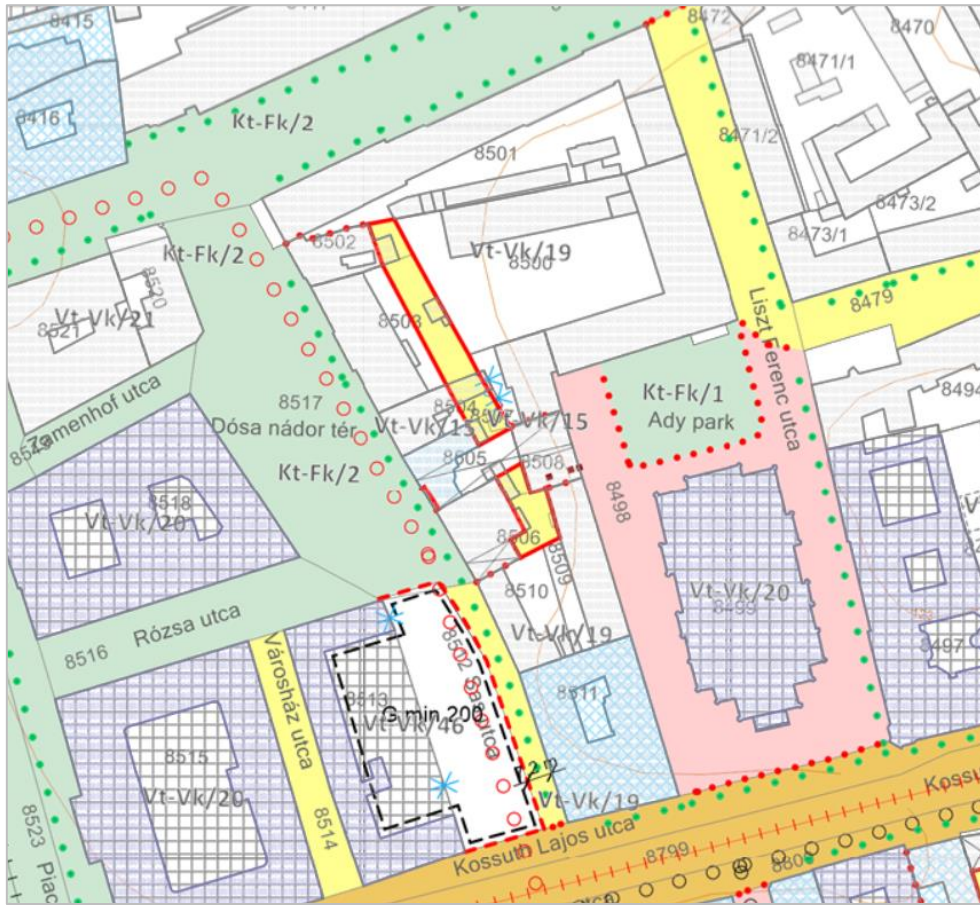 8415
8472
8470
8471/1
8416
Kt-Fk/2
8471/2
8501
8473/2
8473/1
8502
Kt-Fk/2
Vt-Vk/19
8500
8479
8520
8521
Vt-Vk/21
8503
Liszt Ferenc utca
Kt-Fk/1
Ady park
Zamenhof utca
8517
Dósa nádor tér
8504
Vt-Vk/15
Vt-Vk/15
8505
8508
Kt-Fk/2
8518
Vt-Vk/20
8498
8506
8509
8510
Vt-Vk/20
8499
Rózsa utca
8516
Vt-Vk/19
8497
Városház utca
8511
8513
G min 200
Vt-Vk/46
8515
Vt-Vk/20
Vt-Vk/19
8514
8523
Piac
Kossuth Lajos utca
8799
utca